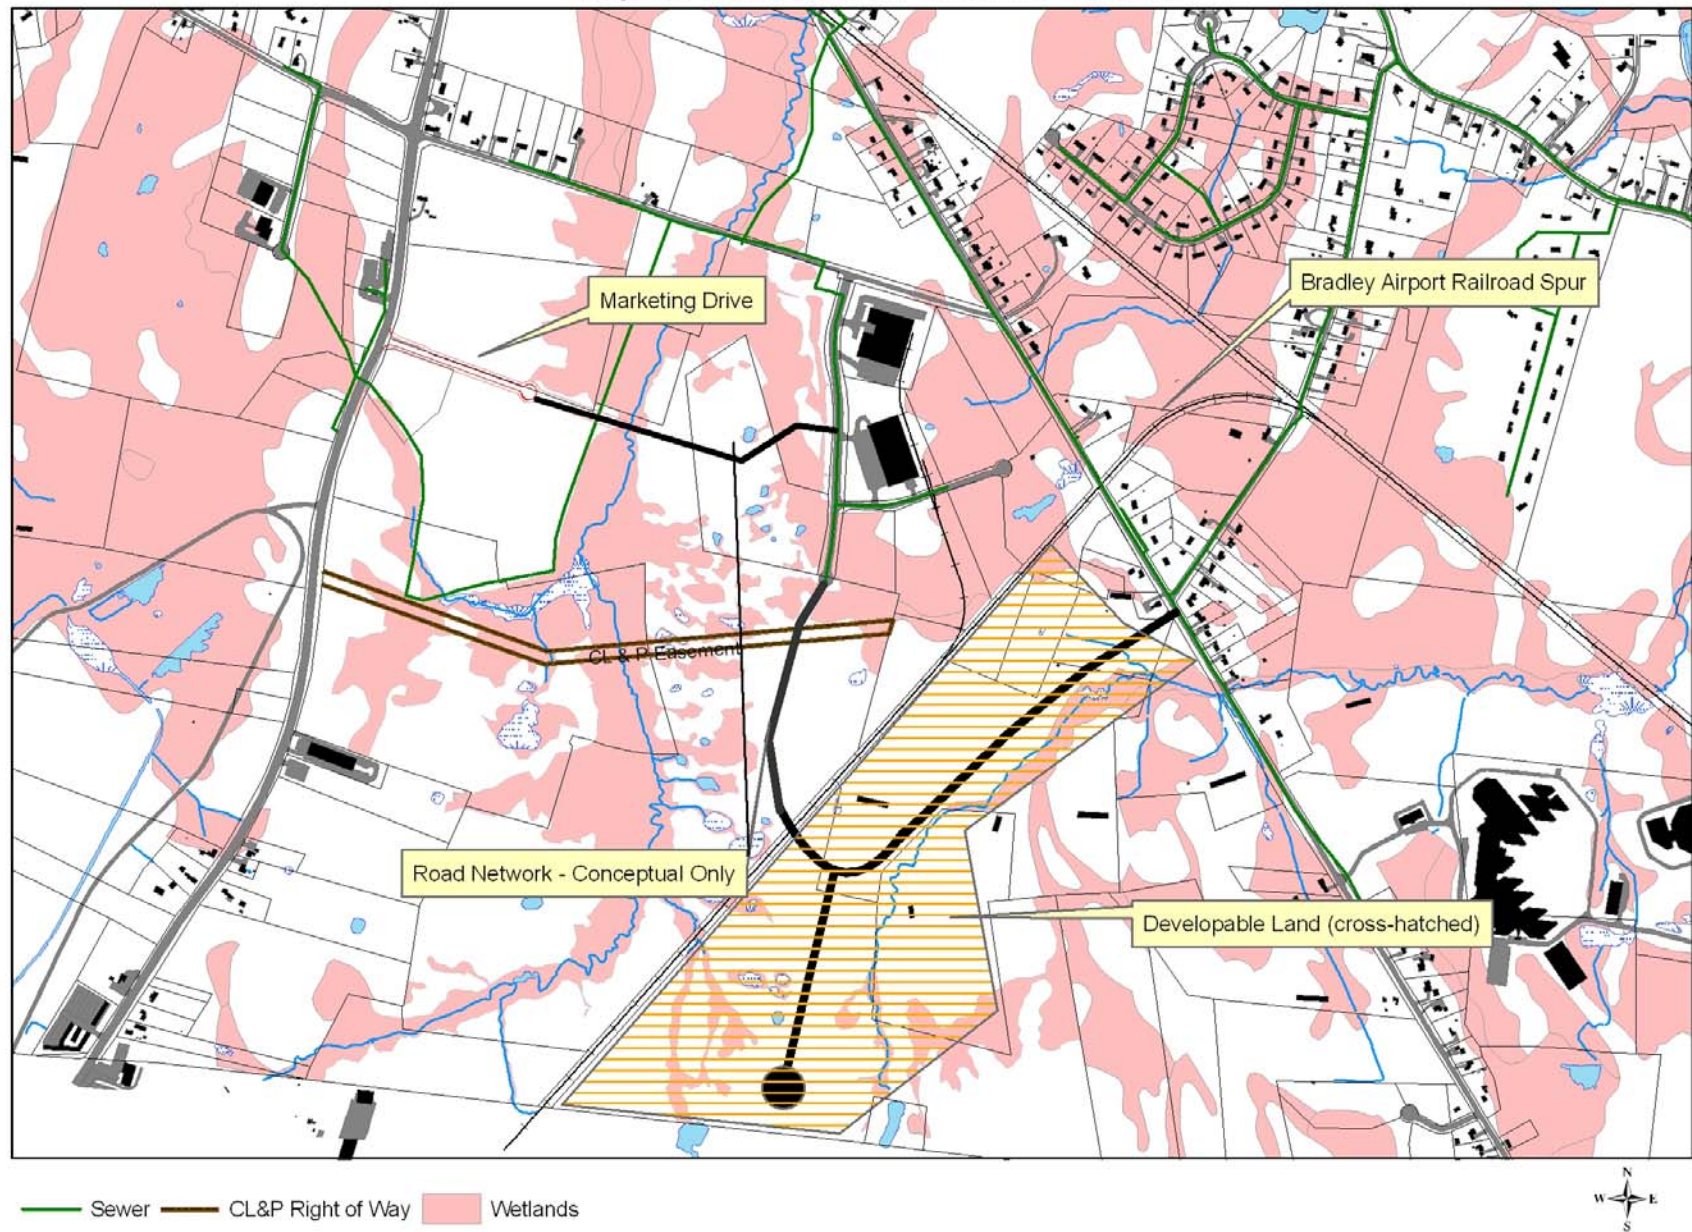 Marketing Drive
Bradley Airport Railroad Spur
CL & P Easement
Road Network - Conceptual Only
Developable Land (cross-hatched)
Sewer
CL&P Right of Way
Wetlands
N
W E
S